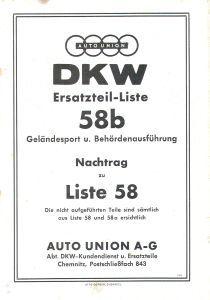 AUTO UNION
DKW
Ersatzteil-Liste
58b
Geländesport u. Behördenausführung
Nachtrag
zu
Liste 58
Die nicht aufgeführten Teile sind sämtlich
aus Liste 58 und 58a ersichtlich
AUTO UNION A-G
Abt. DKW-Kundendienst u. Ersatzteile
Chemnitz, Postschließfach 843